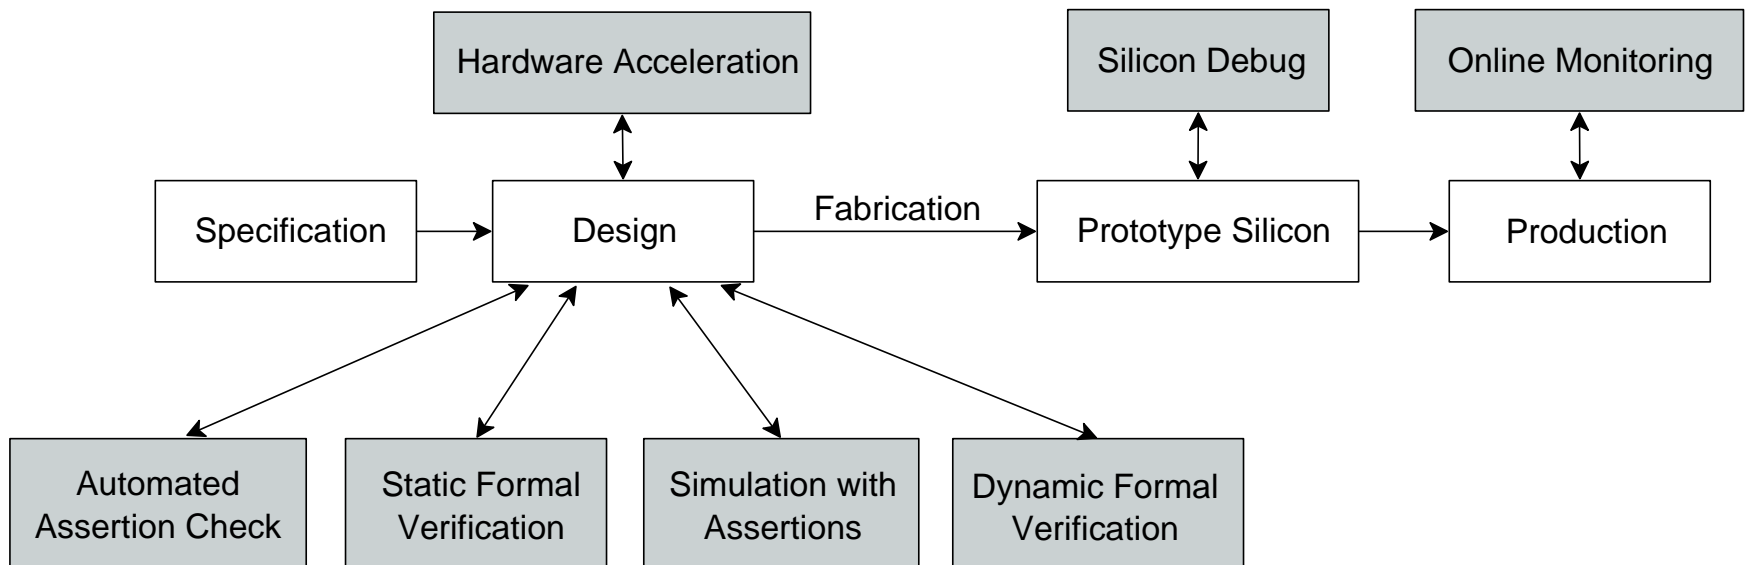 Hardware Acceleration
Silicon Debug
Online Monitoring
Specification
Design
Fabrication
Prototype Silicon
Production
Automated
Assertion Check
Static Formal
Verification
Simulation with
Assertions
Dynamic Formal
Verification